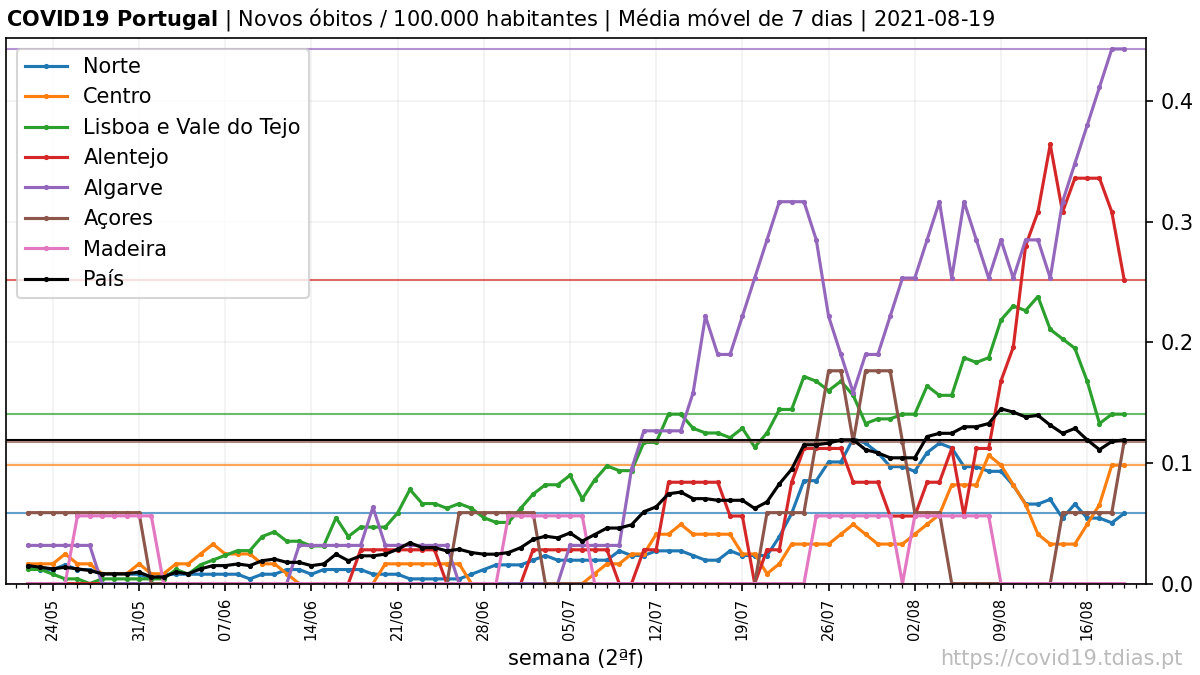 COVID19 Portugal | Novos óbitos / 100.000 habitantes | Média móvel de 7 dias | 2021-08-19
Norte
Centro
Lisboa e Vale do Tejo
Alentejo
Algarve
Açores
Madeira
País
0.4
0.3
0.2
0.1
0.0
24/05
31/05
07/06
14/06
21/06
28/06
05/07
12/07
19/07
26/07
02/08
09/08
16/08
semana (2ªf)
https://covid19.tdias.pt